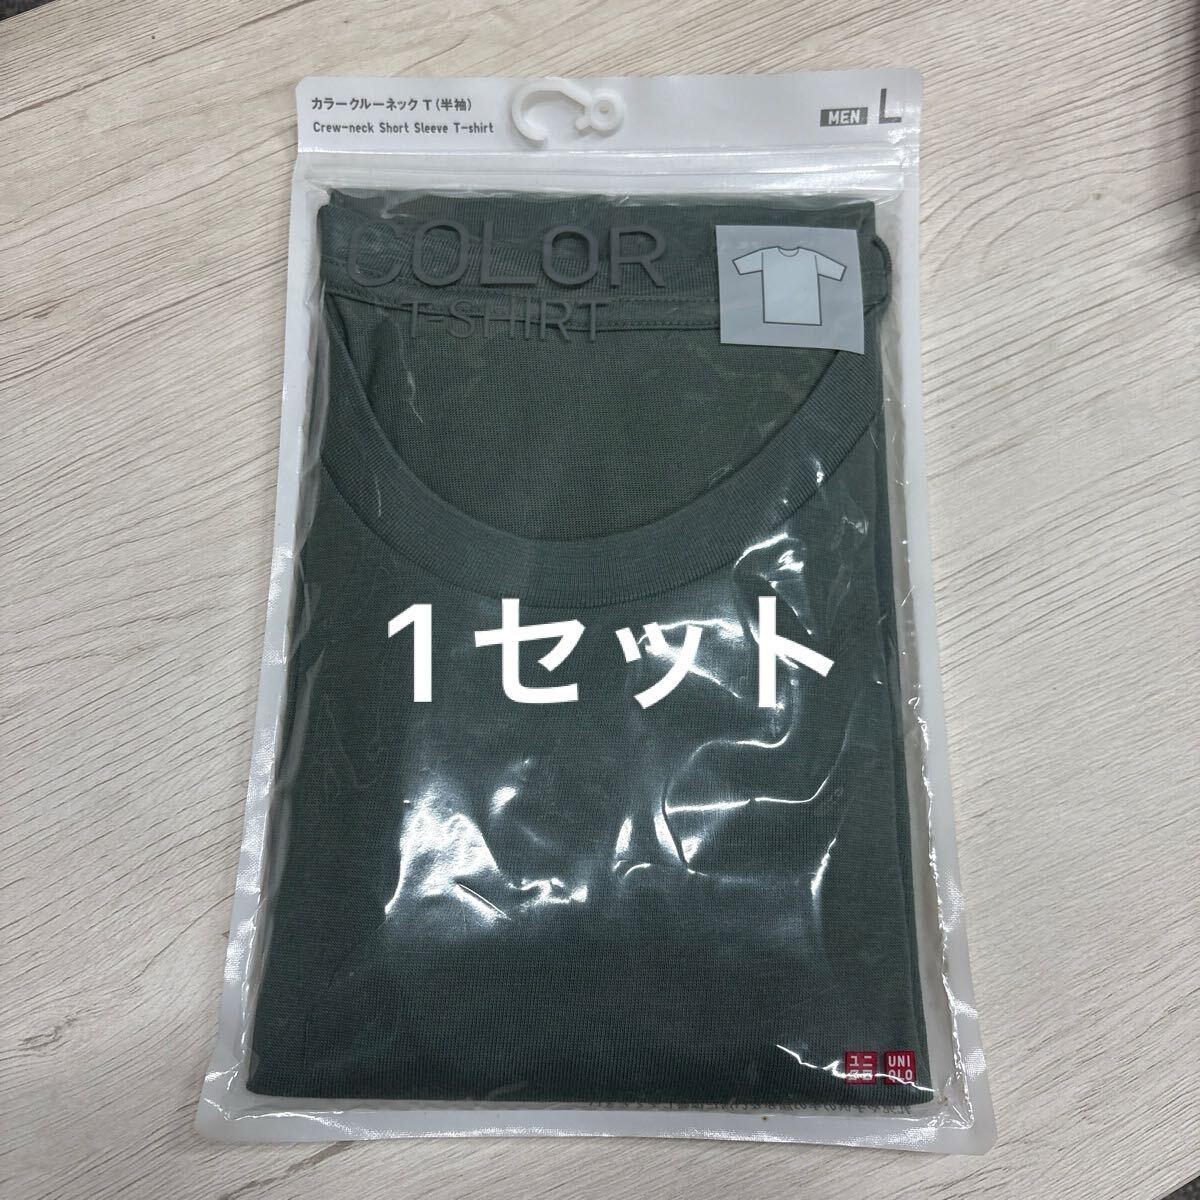 カラークルーネック T(半袖)
Crew-neck Short Sleeve T-shirt
MEN L
COLOR
T-SHIRT
1セット
ユニ
クロ
UNI
QLO